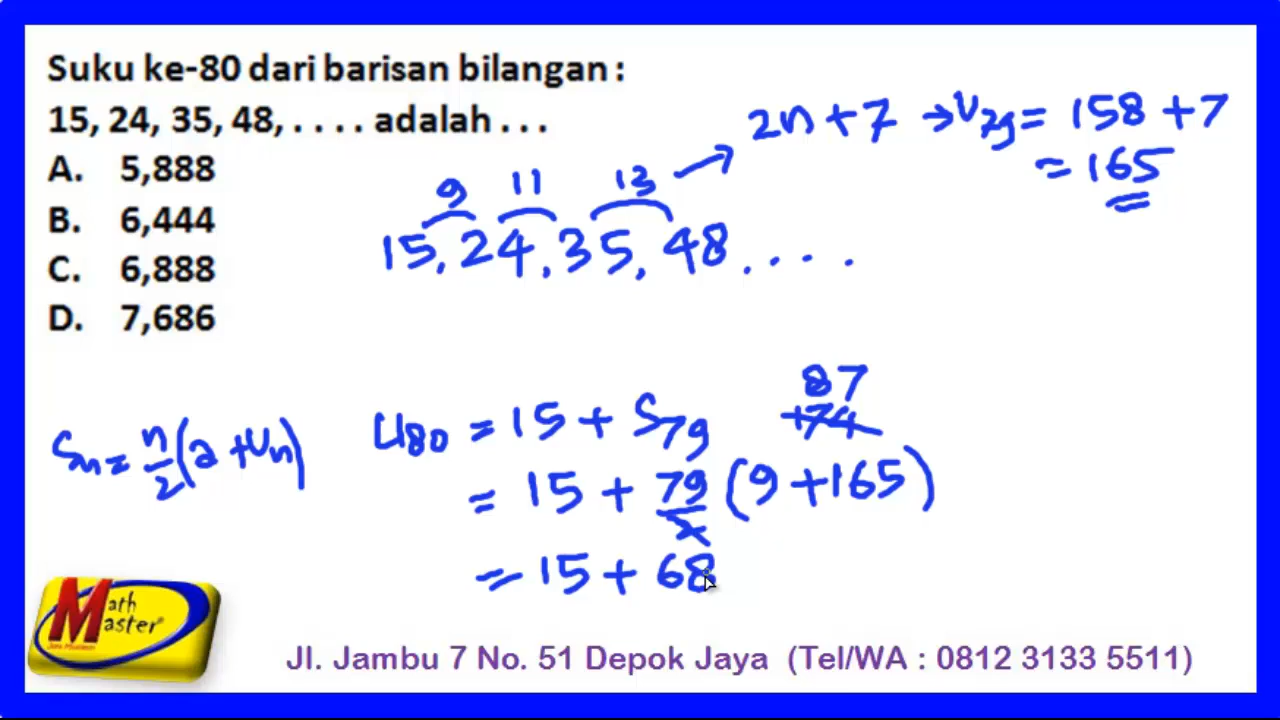 Suku ke-80 dari barisan bilangan :
15, 24, 35, 48, . . . . adalah . . .
A. 5,888
B. 6,444
C. 6,888
D. 7,686
2n + 7 → U79 = 158 + 7
= 165
9 11 13
15, 24, 35, 48, . . . .
Sn = n/2 (a + Un)
U80 = 15 + S79
87
174
= 15 + 79/2 (9 + 165)
= 15 + 68
Math
Master
Jl. Jambu 7 No. 51 Depok Jaya (Tel/WA : 0812 3133 5511)